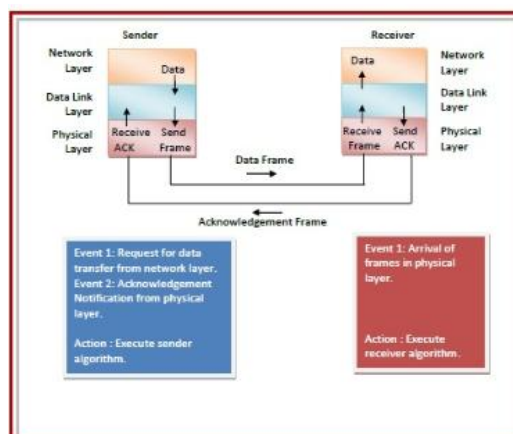 Sender
Receiver
Network
Layer
Data
Data
Network
Layer
Data Link
Layer
Data Link
Layer
Physical
Layer
Receive
ACK
Send
Frame
Receive
Frame
Send
ACK
Physical
Layer
Data Frame
Acknowledgement Frame
Event 1: Request for data
transfer from network layer.
Event 2: Acknowledgement
Notification from physical
layer.
Action : Execute sender
algorithm.
Event 1: Arrival of
frames in physical
layer.
Action : Execute
receiver algorithm.